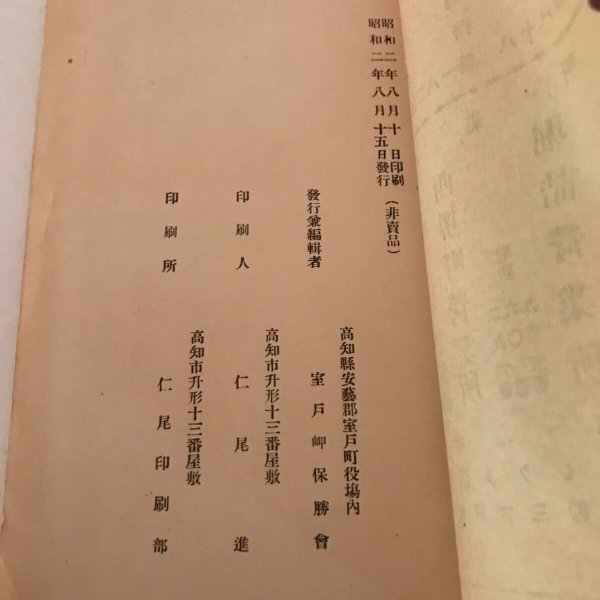 昭和二年八月十日印刷
昭和二年八月十五日發行
(非賣品)
發行兼編輯者
高知縣安藝郡室戸町役塲內
室戸岬保勝會
印刷人
高知市升形十三番屋敷
仁尾進
印刷所
高知市升形十三番屋敷
仁尾印刷部